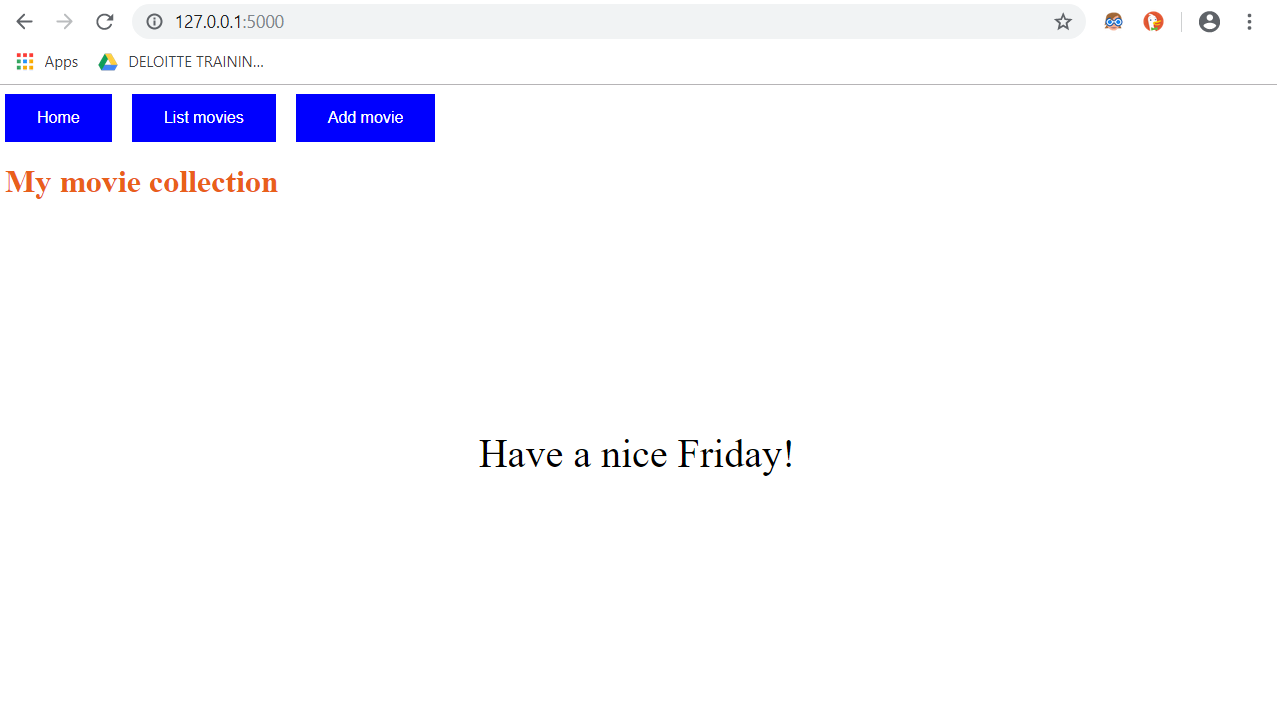 127.0.0.1:5000
Apps DELOITTE TRAININ...
Home List movies Add movie
My movie collection
Have a nice Friday!